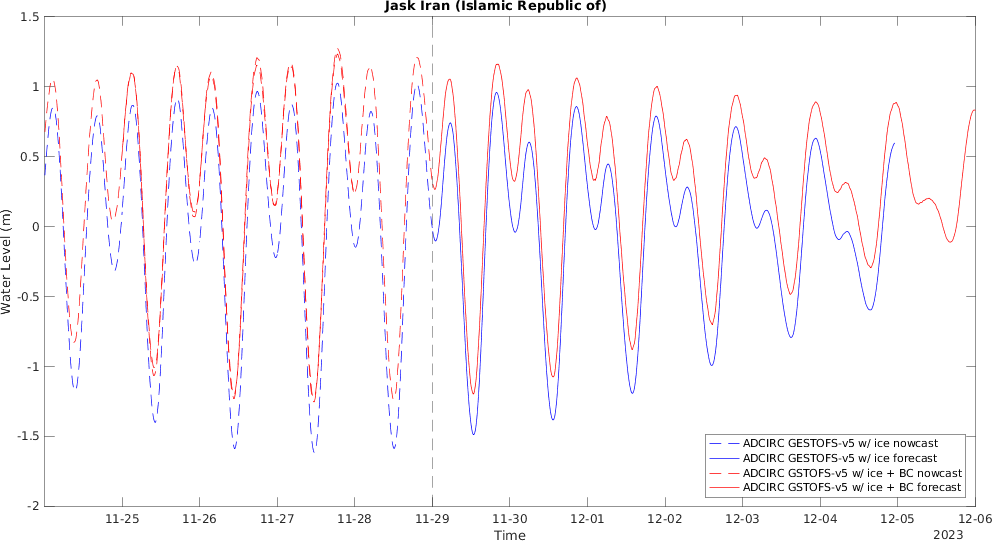 Jask Iran (Islamic Republic of)
1.5
1
0.5
0
-0.5
-1
-1.5
-2
Water Level (m)
ADCIRC GESTOFS-v5 w/ ice nowcast
ADCIRC GESTOFS-v5 w/ ice forecast
ADCIRC GSTOFS-v5 w/ ice + BC nowcast
ADCIRC GSTOFS-v5 w/ ice + BC forecast
11-25 11-26 11-27 11-28 11-29 11-30 12-01 12-02 12-03 12-04 12-05 12-06
Time
2023